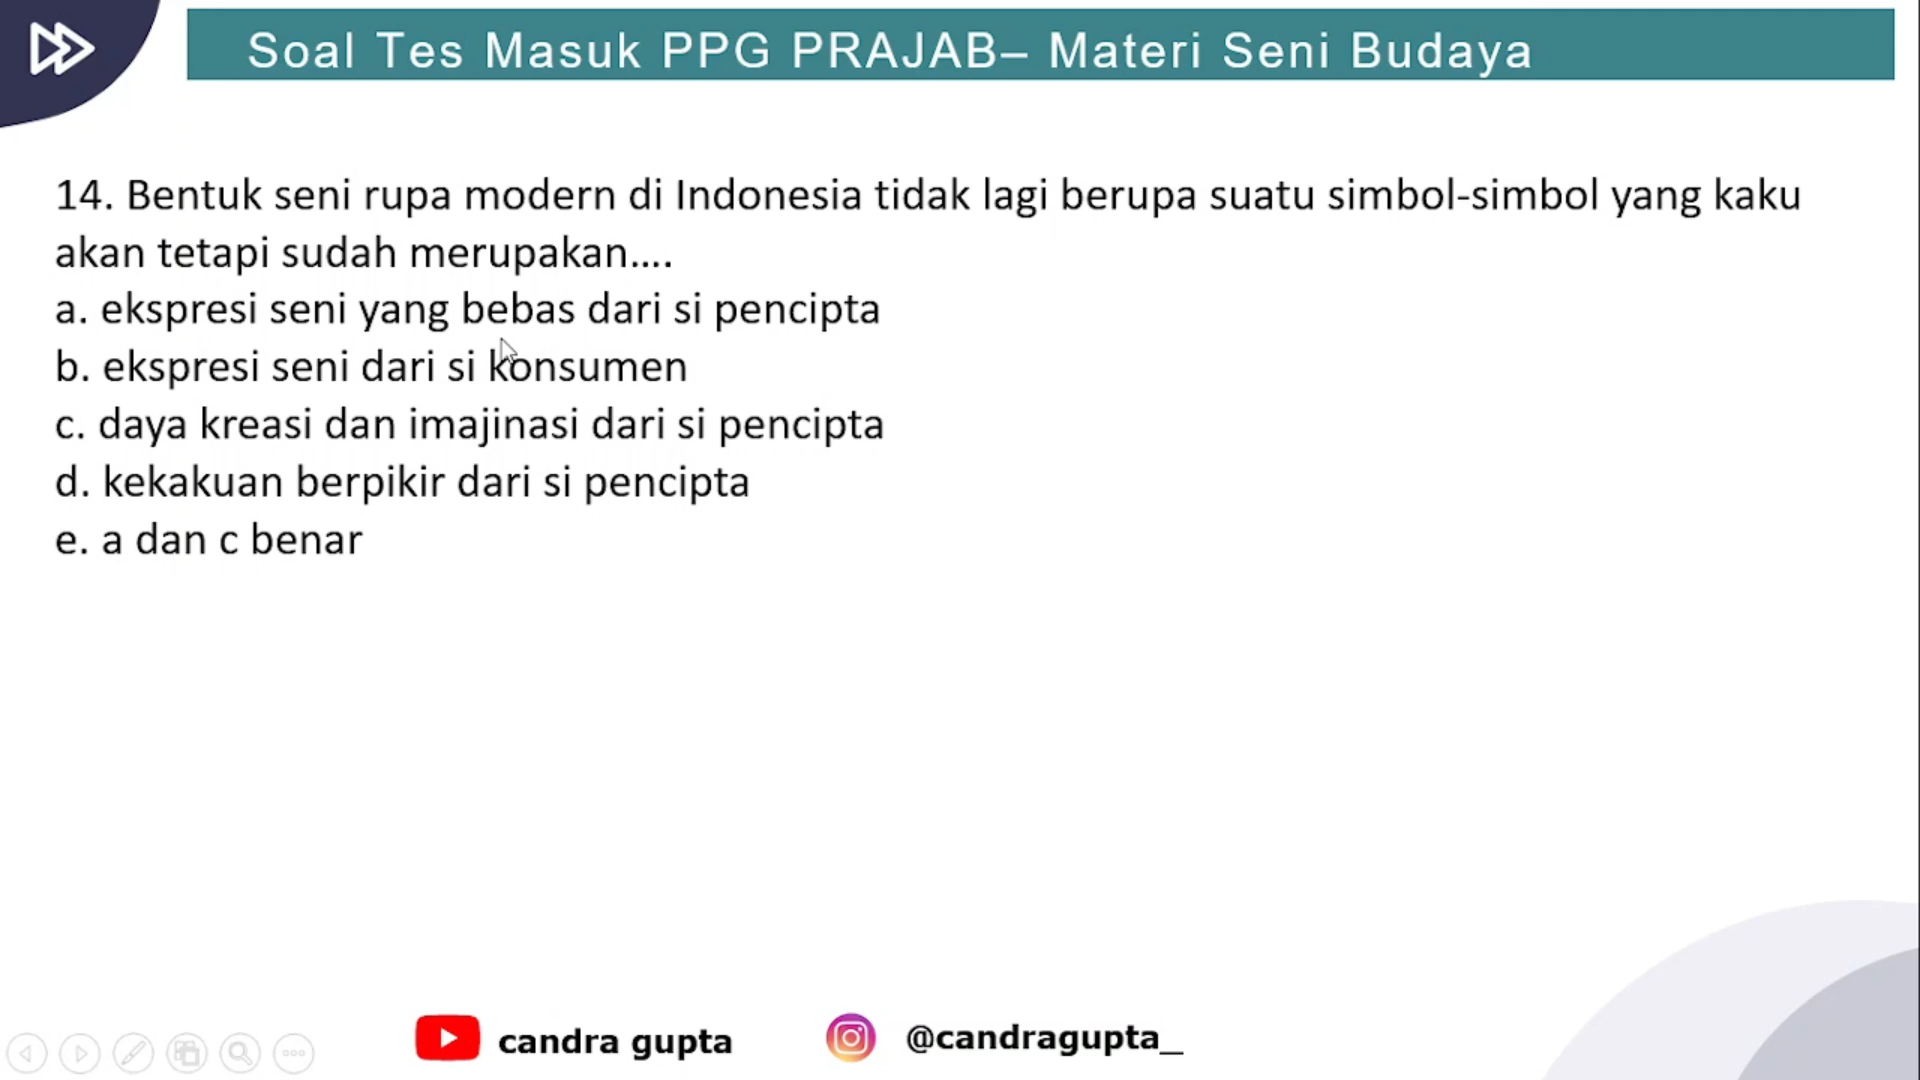 Soal Tes Masuk PPG PRAJAB– Materi Seni Budaya
14. Bentuk seni rupa modern di Indonesia tidak lagi berupa suatu simbol-simbol yang kaku
akan tetapi sudah merupakan....
a. ekspresi seni yang bebas dari si pencipta
b. ekspresi seni dari si konsumen
c. daya kreasi dan imajinasi dari si pencipta
d. kekakuan berpikir dari si pencipta
e. a dan c benar
candra gupta
@candragupta_